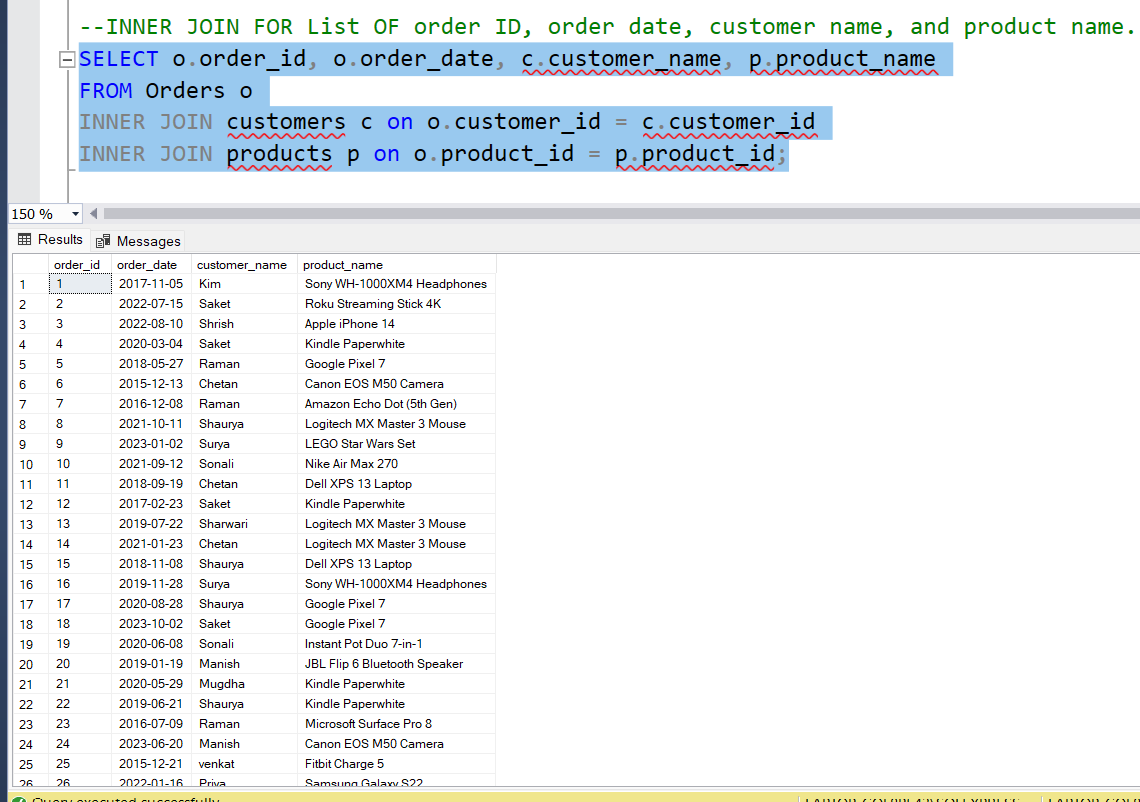 --INNER JOIN FOR List OF order ID, order date, customer name, and product name.
SELECT o.order_id, o.order_date, c.customer_name, p.product_name
FROM Orders o
INNER JOIN customers c on o.customer_id = c.customer_id
INNER JOIN products p on o.product_id = p.product_id;
150 %
Results Messages
order_id order_date customer_name product_name
1 1 2017-11-05 Kim Sony WH-1000XM4 Headphones
2 2 2022-07-15 Saket Roku Streaming Stick 4K
3 3 2022-08-10 Shrish Apple iPhone 14
4 4 2020-03-04 Saket Kindle Paperwhite
5 5 2018-05-27 Raman Google Pixel 7
6 6 2015-12-13 Chetan Canon EOS M50 Camera
7 7 2016-12-08 Raman Amazon Echo Dot (5th Gen)
8 8 2021-10-11 Shaurya Logitech MX Master 3 Mouse
9 9 2023-01-02 Surya LEGO Star Wars Set
10 10 2021-09-12 Sonali Nike Air Max 270
11 11 2018-09-19 Chetan Dell XPS 13 Laptop
12 12 2017-02-23 Saket Kindle Paperwhite
13 13 2019-07-22 Sharwari Logitech MX Master 3 Mouse
14 14 2021-01-23 Chetan Logitech MX Master 3 Mouse
15 15 2018-11-08 Shaurya Dell XPS 13 Laptop
16 16 2019-11-28 Surya Sony WH-1000XM4 Headphones
17 17 2020-08-28 Shaurya Google Pixel 7
18 18 2023-10-02 Saket Google Pixel 7
19 19 2020-06-08 Sonali Instant Pot Duo 7-in-1
20 20 2019-01-19 Manish JBL Flip 6 Bluetooth Speaker
21 21 2020-05-29 Mugdha Kindle Paperwhite
22 22 2019-06-21 Shaurya Kindle Paperwhite
23 23 2016-07-09 Raman Microsoft Surface Pro 8
24 24 2023-06-20 Manish Canon EOS M50 Camera
25 25 2015-12-21 venkat Fitbit Charge 5
26 26 2022-01-16 Priya Samsung Galaxy S22
Query executed successfully